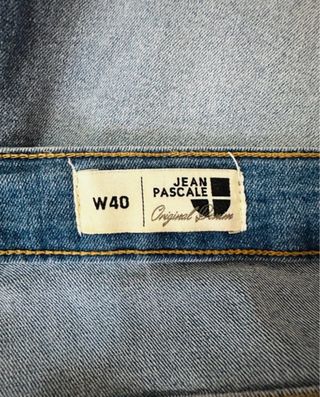 W40
JEAN
PASCALE
Original Denim